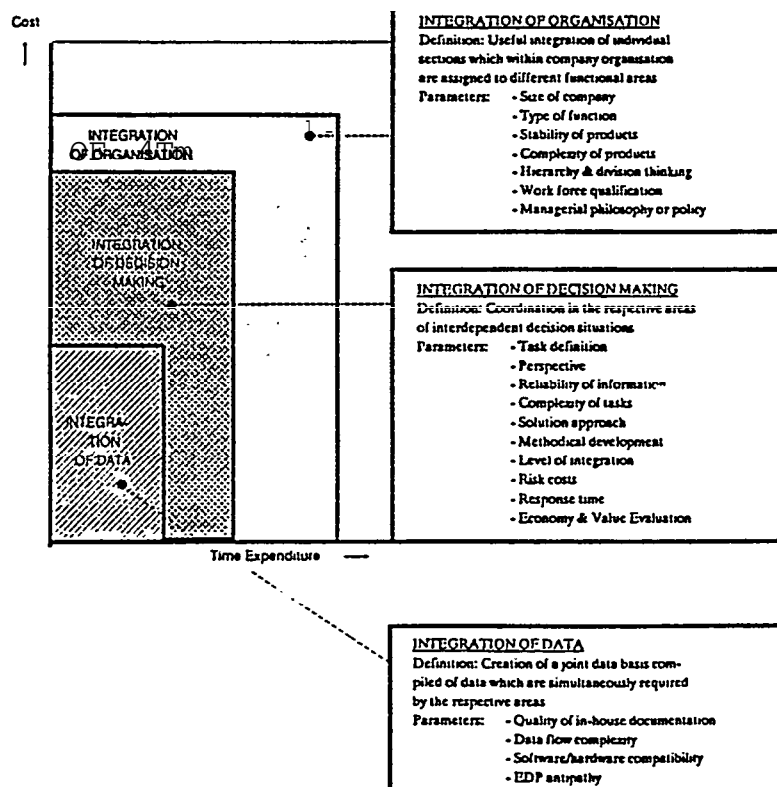 Cost
INTEGRATION
OF ORGANISATION
INTEGRATION
OF DECISION
MAKING
INTEGRA-
TION
OF DATA
Time Expenditure
INTEGRATION OF ORGANISATION
Definition: Useful integration of individual
sections which within company organisation
are assigned to different functional areas
Parameters: - Size of company
- Type of function
- Stability of products
- Complexity of products
- Hierarchy & division thinking
- Work force qualification
- Managerial philosophy or policy
INTEGRATION OF DECISION MAKING
Definition: Coordination in the respective areas
of interdependent decision situations
Parameters: - Task definition
- Perspective
- Reliability of information
- Complexity of tasks
- Solution approach
- Methodical development
- Level of integration
- Risk costs
- Response time
- Economy & Value Evaluation
INTEGRATION OF DATA
Definition: Creation of a joint data basis com-
piled of data which are simultaneously required
by the respective areas
Parameters: - Quality of in-house documentation
- Data flow complexity
- Software/hardware compatibility
- EDP antipathy